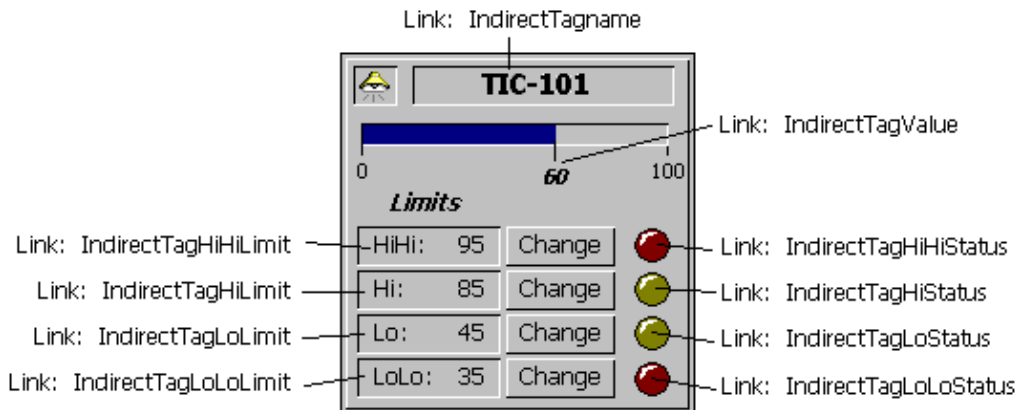 Link: IndirectTagname
TIC-101
Link: IndirectTagValue
0
60
100
Limits
Link: IndirectTagHiHiLimit
HiHi: 95
Change
Link: IndirectTagHiHiStatus
Link: IndirectTagHiLimit
Hi: 85
Change
Link: IndirectTagHiStatus
Link: IndirectTagLoLimit
Lo: 45
Change
Link: IndirectTagLoStatus
Link: IndirectTagLoLoLimit
LoLo: 35
Change
Link: IndirectTagLoLoStatus